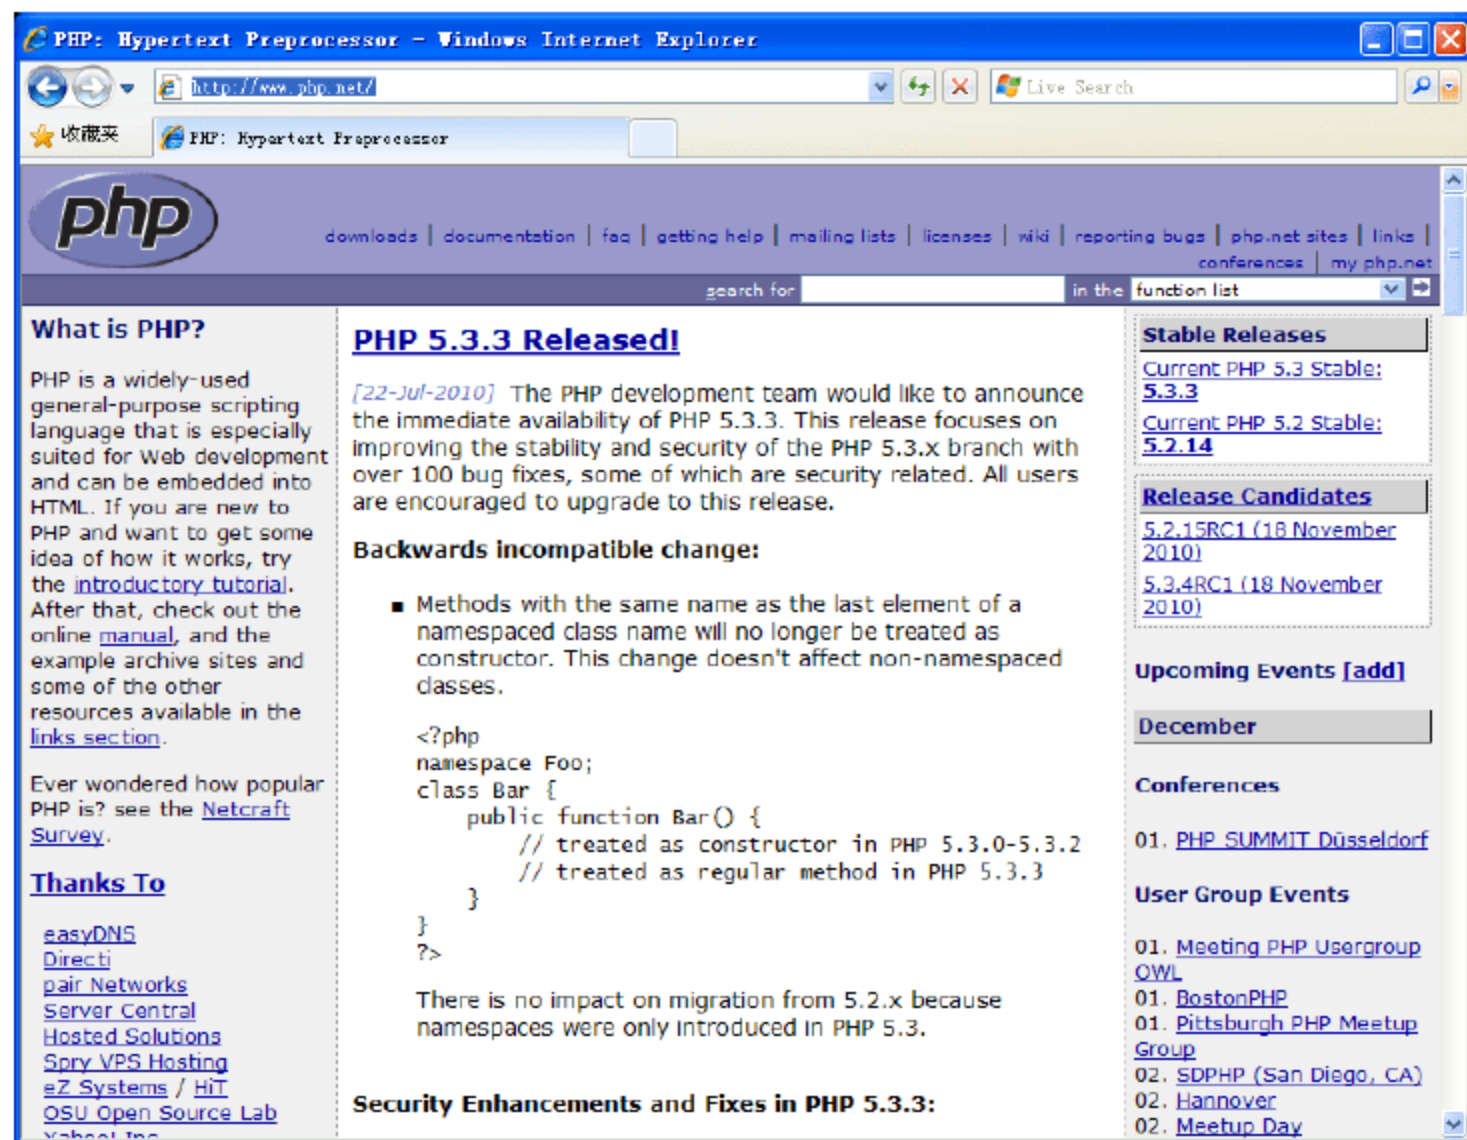 PHP: Hypertext Preprocessor - Windows Internet Explorer
http://www.php.net/
Live Search
收藏夹
PHP: Hypertext Preprocessor
php
downloads | documentation | faq | getting help | mailing lists | licenses | wiki | reporting bugs | php.net sites | links |
conferences | my php.net
search for
in the
function list
What is PHP?
PHP is a widely-used
general-purpose scripting
language that is especially
suited for Web development
and can be embedded into
HTML. If you are new to
PHP and want to get some
idea of how it works, try
the introductory tutorial.
After that, check out the
online manual, and the
example archive sites and
some of the other
resources available in the
links section.
Ever wondered how popular
PHP is? see the Netcraft
Survey.
Thanks To
easyDNS
Directi
pair Networks
Server Central
Hosted Solutions
Spry VPS Hosting
eZ Systems / HiT
OSU Open Source Lab
Yahoo! Inc.
PHP 5.3.3 Released!
[22-Jul-2010] The PHP development team would like to announce
the immediate availability of PHP 5.3.3. This release focuses on
improving the stability and security of the PHP 5.3.x branch with
over 100 bug fixes, some of which are security related. All users
are encouraged to upgrade to this release.
Backwards incompatible change:
■ Methods with the same name as the last element of a
namespaced class name will no longer be treated as
constructor. This change doesn't affect non-namespaced
classes.
<?php
namespace Foo;
class Bar {
public function Bar() {
// treated as constructor in PHP 5.3.0-5.3.2
// treated as regular method in PHP 5.3.3
}
}
?>
There is no impact on migration from 5.2.x because
namespaces were only introduced in PHP 5.3.
Security Enhancements and Fixes in PHP 5.3.3:
Stable Releases
Current PHP 5.3 Stable:
5.3.3
Current PHP 5.2 Stable:
5.2.14
Release Candidates
5.2.15RC1 (18 November
2010)
5.3.4RC1 (18 November
2010)
Upcoming Events [add]
December
Conferences
01. PHP SUMMIT Düsseldorf
User Group Events
01. Meeting PHP Usergroup
OWL
01. BostonPHP
01. Pittsburgh PHP Meetup
Group
02. SDPHP (San Diego, CA)
02. Hannover
02. Meetup Day